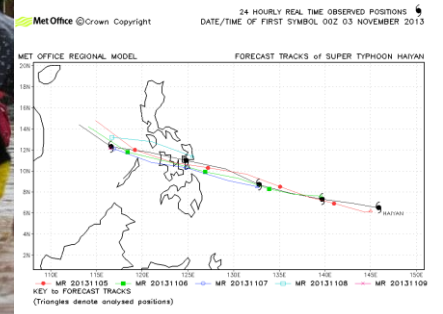 Met Office ©Crown Copyright
24 HOURLY REAL TIME OBSERVED POSITIONS
DATE/TIME OF FIRST SYMBOL 00Z 03 NOVEMBER 2013
MET OFFICE REGIONAL MODEL
FORECAST TRACKS of SUPER TYPHOON HAIYAN
20N
18N
16N
14N
12N
10N
8N
6N
4N
2N
HAIYAN
110E 115E 120E 125E 130E 135E 140E 145E 150E
MR 20131105 MR 20131106 MR 20131107 MR 20131108 MR 20131109
KEY to FORECAST TRACKS
(Triangles denote analysed positions)